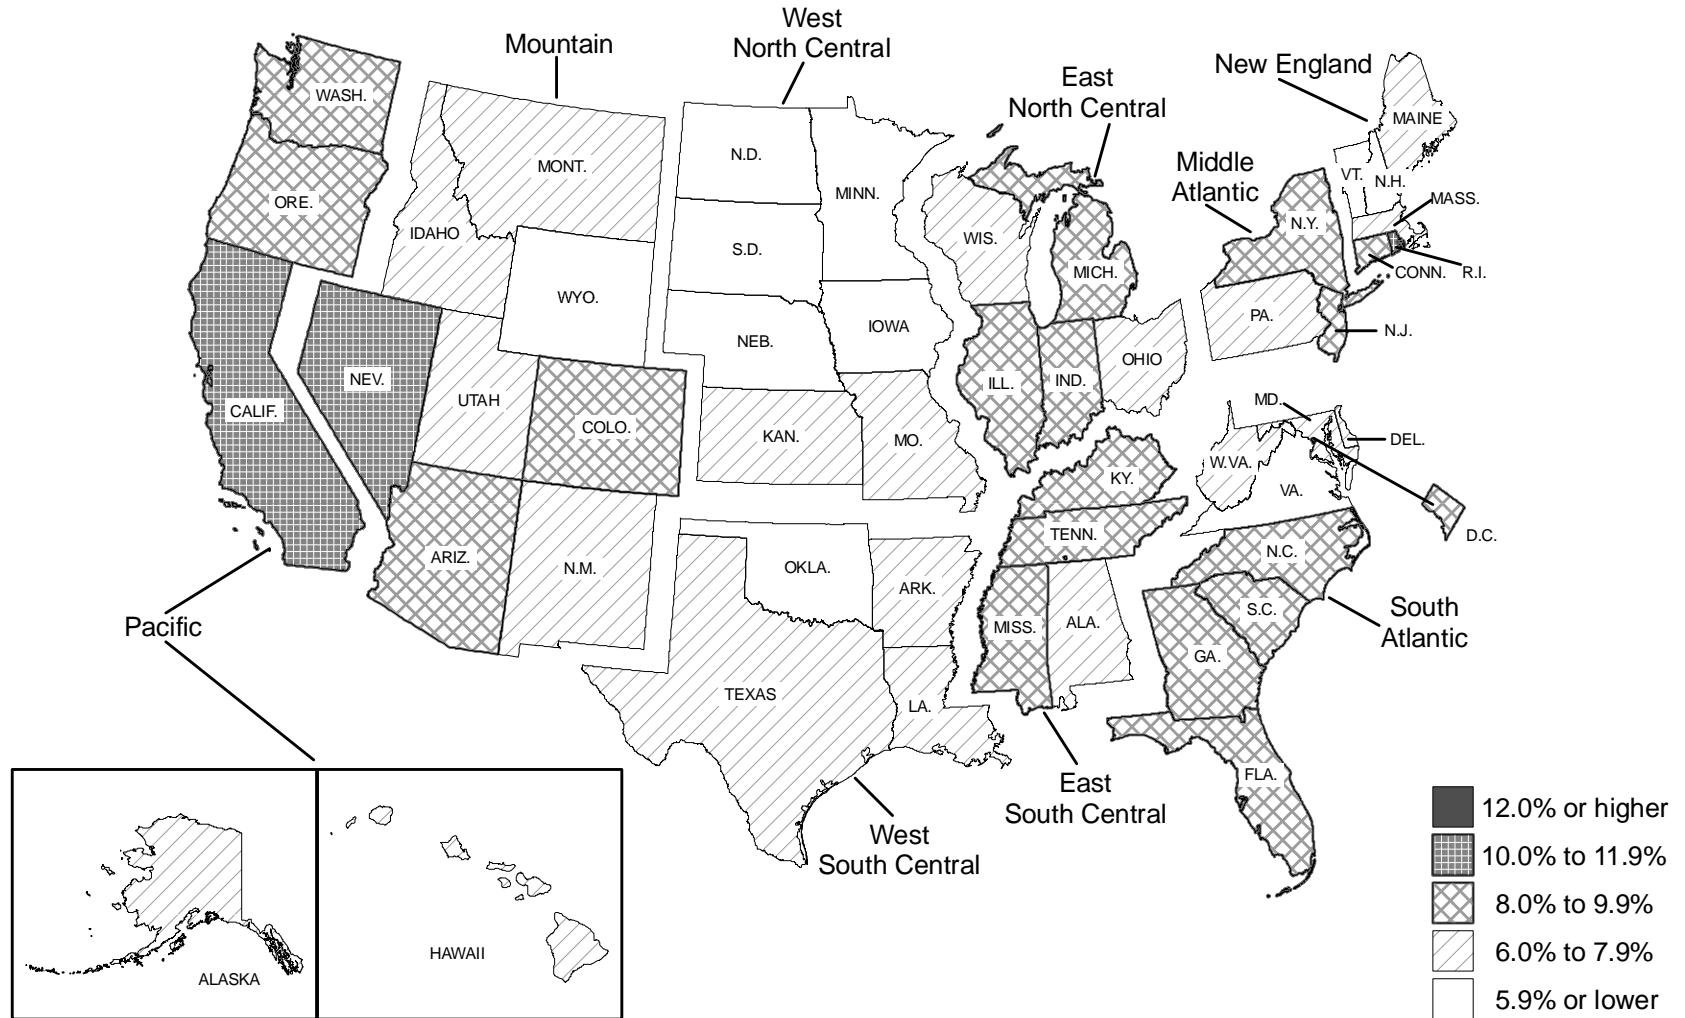 West
North Central
Mountain
New England
East
North Central
WASH.
MAINE
N.D.
MONT.
Middle
Atlantic
VT.
N.H.
MINN.
MASS.
ORE.
N.Y.
IDAHO
WIS.
S.D.
MICH.
CONN.
R.I.
WYO.
PA.
IOWA
N.J.
NEB.
OHIO
NEV.
ILL.
IND.
UTAH
MD.
CALIF.
COLO.
KAN.
MO.
DEL.
W.VA.
KY.
VA.
TENN.
D.C.
N.C.
ARIZ.
N.M.
OKLA.
ARK.
S.C.
South
Atlantic
Pacific
MISS.
ALA.
GA.
TEXAS
LA.
FLA.
East
South Central
West
South Central
12.0% or higher
10.0% to 11.9%
8.0% to 9.9%
6.0% to 7.9%
5.9% or lower
HAWAII
ALASKA